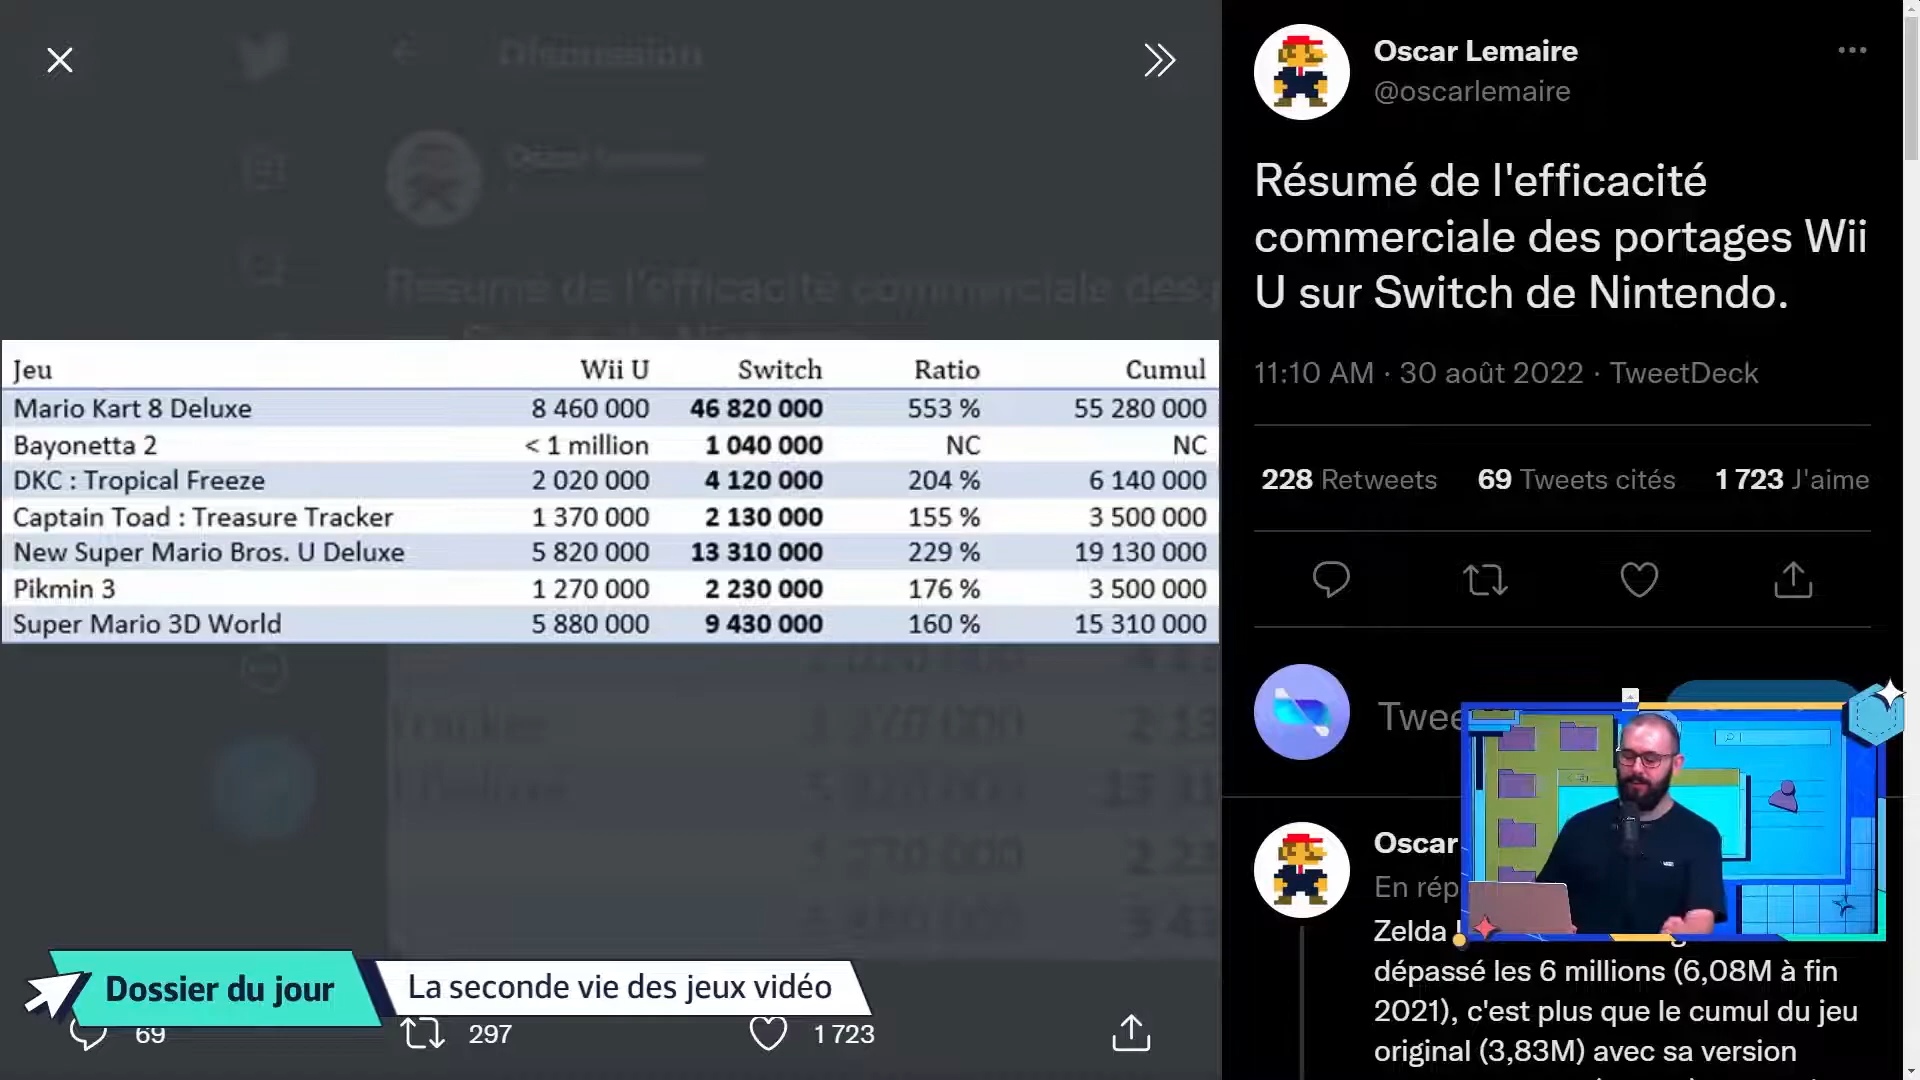 Oscar Lemaire
@oscarlemaire
Résumé de l'efficacité
commerciale des portages Wii
U sur Switch de Nintendo.
11:10 AM · 30 août 2022 · TweetDeck
228 Retweets 69 Tweets cités 1 723 J'aime
Jeu Wii U Switch Ratio Cumul
Mario Kart 8 Deluxe 8 460 000 46 820 000 553 % 55 280 000
Bayonetta 2 < 1 million 1 040 000 NC NC
DKC : Tropical Freeze 2 020 000 4 120 000 204 % 6 140 000
Captain Toad : Treasure Tracker 1 370 000 2 130 000 155 % 3 500 000
New Super Mario Bros. U Deluxe 5 820 000 13 310 000 229 % 19 130 000
Pikmin 3 1 270 000 2 230 000 176 % 3 500 000
Super Mario 3D World 5 880 000 9 430 000 160 % 15 310 000
Oscar
En rép
Zelda
dépassé les 6 millions (6,08M à fin
2021), c'est plus que le cumul du jeu
original (3,83M) avec sa version
Dossier du jour La seconde vie des jeux vidéo
69 297 1 723